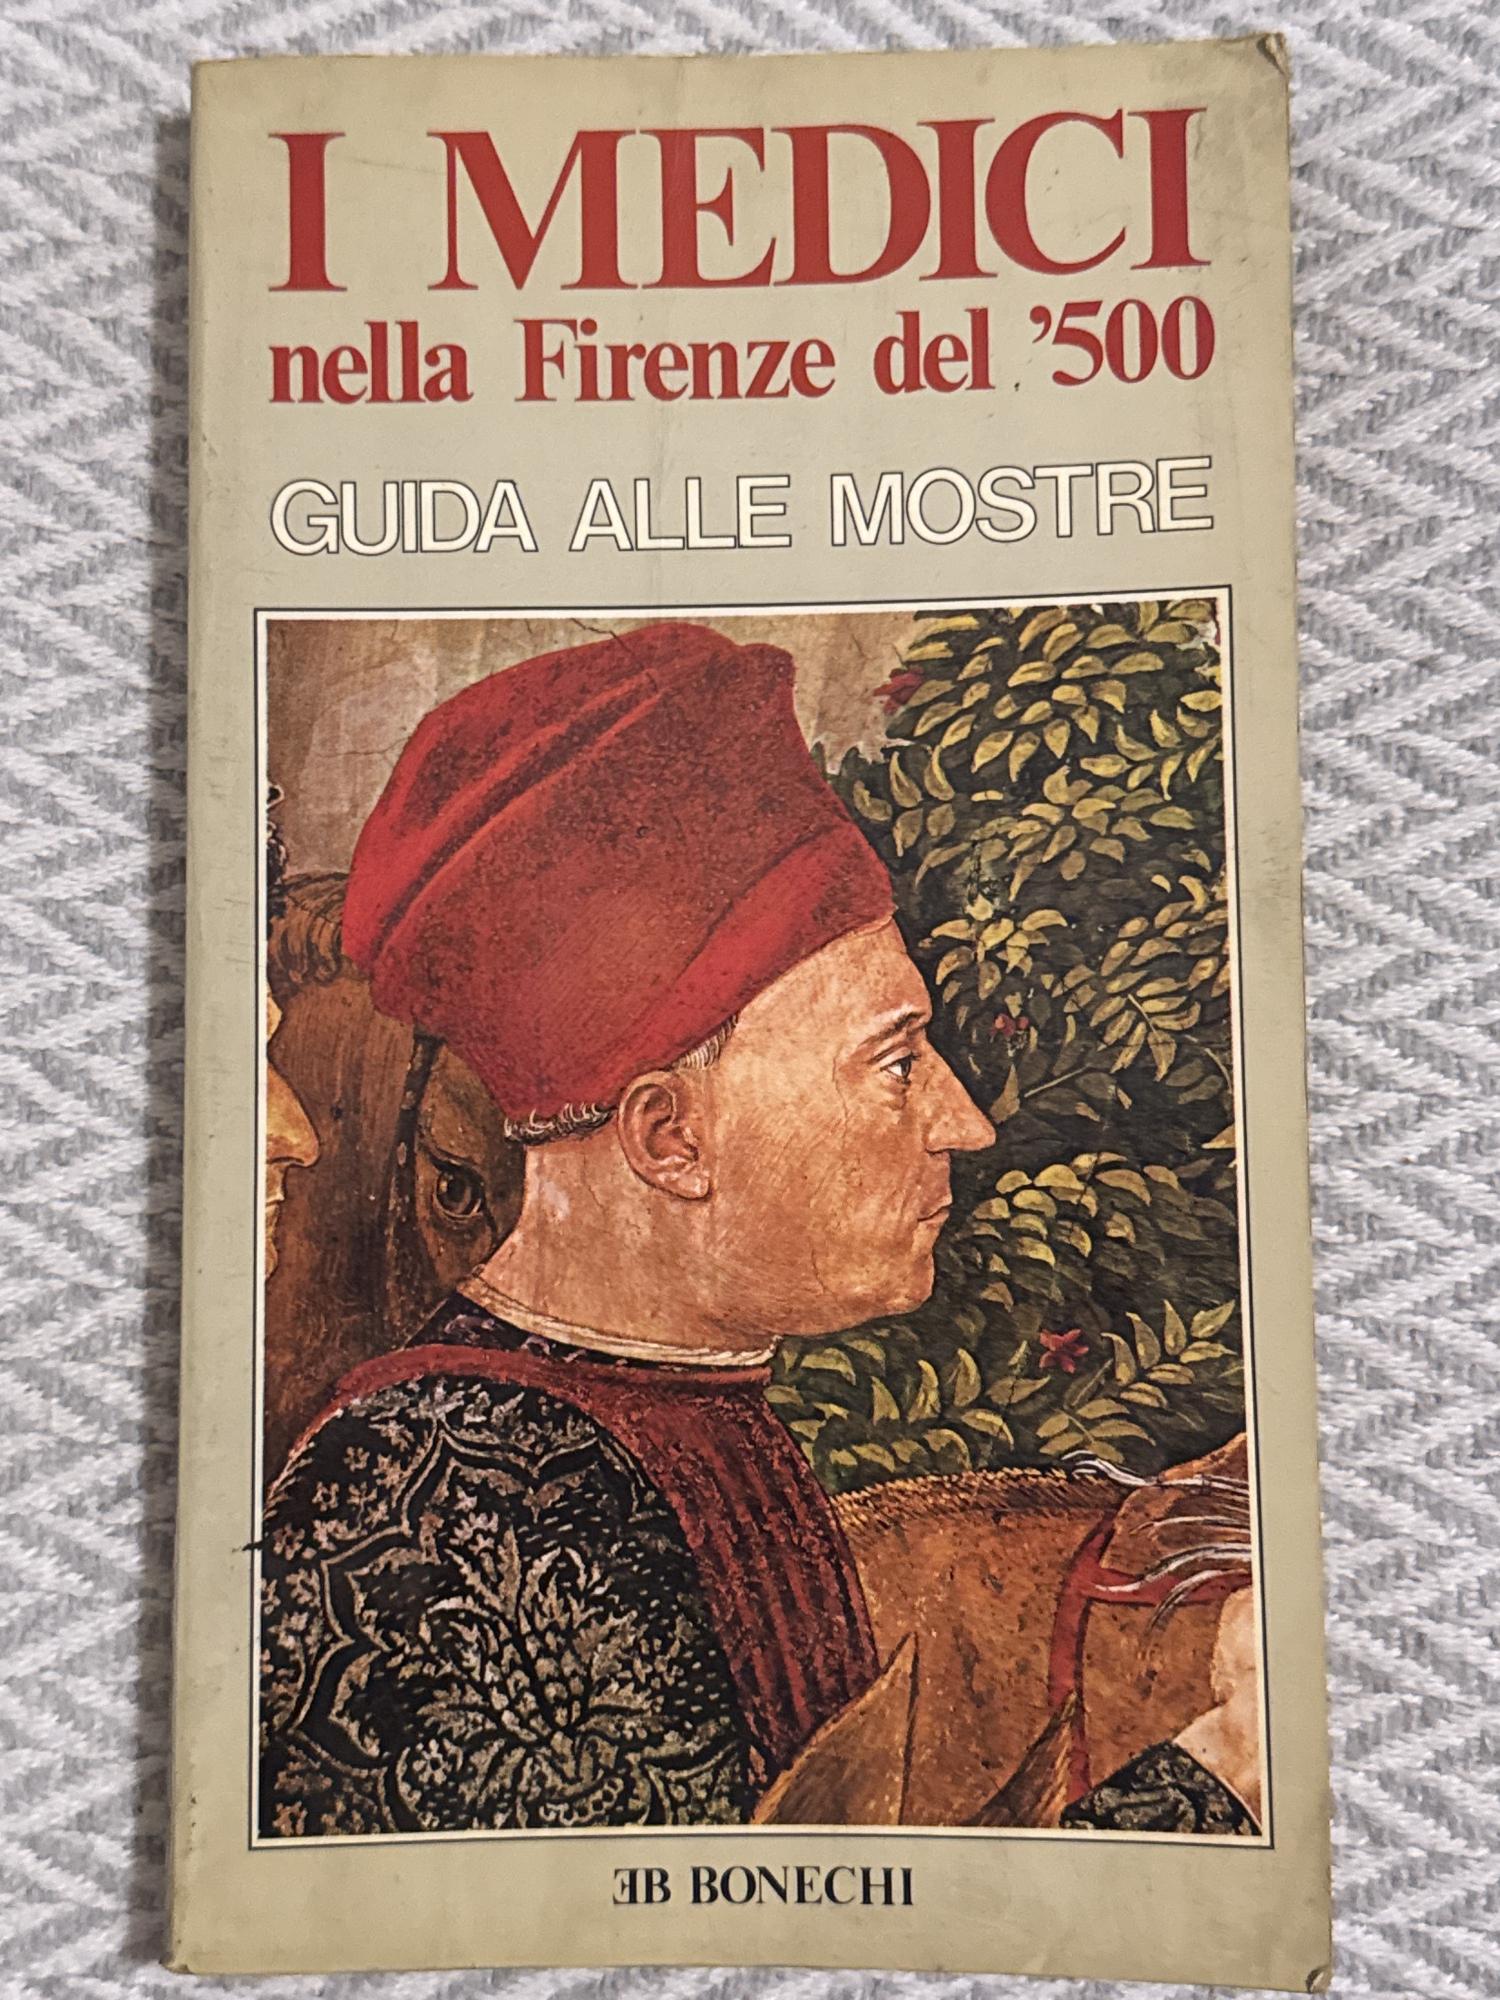 I MEDICI
nella Firenze del '500
GUIDA ALLE MOSTRE
EB BONECHI